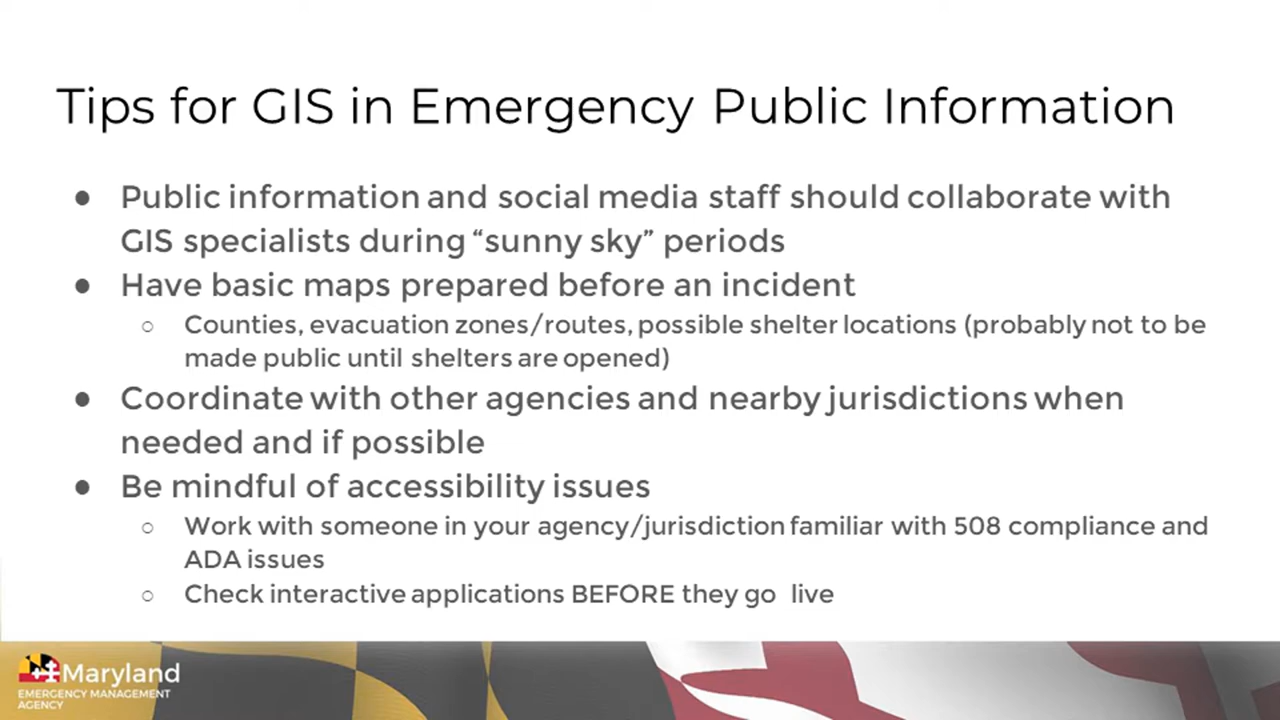 Tips for GIS in Emergency Public Information
● Public information and social media staff should collaborate with
GIS specialists during “sunny sky” periods
● Have basic maps prepared before an incident
○ Counties, evacuation zones/routes, possible shelter locations (probably not to be
made public until shelters are opened)
● Coordinate with other agencies and nearby jurisdictions when
needed and if possible
● Be mindful of accessibility issues
○ Work with someone in your agency/jurisdiction familiar with 508 compliance and
ADA issues
○ Check interactive applications BEFORE they go live
Maryland
EMERGENCY MANAGEMENT
AGENCY